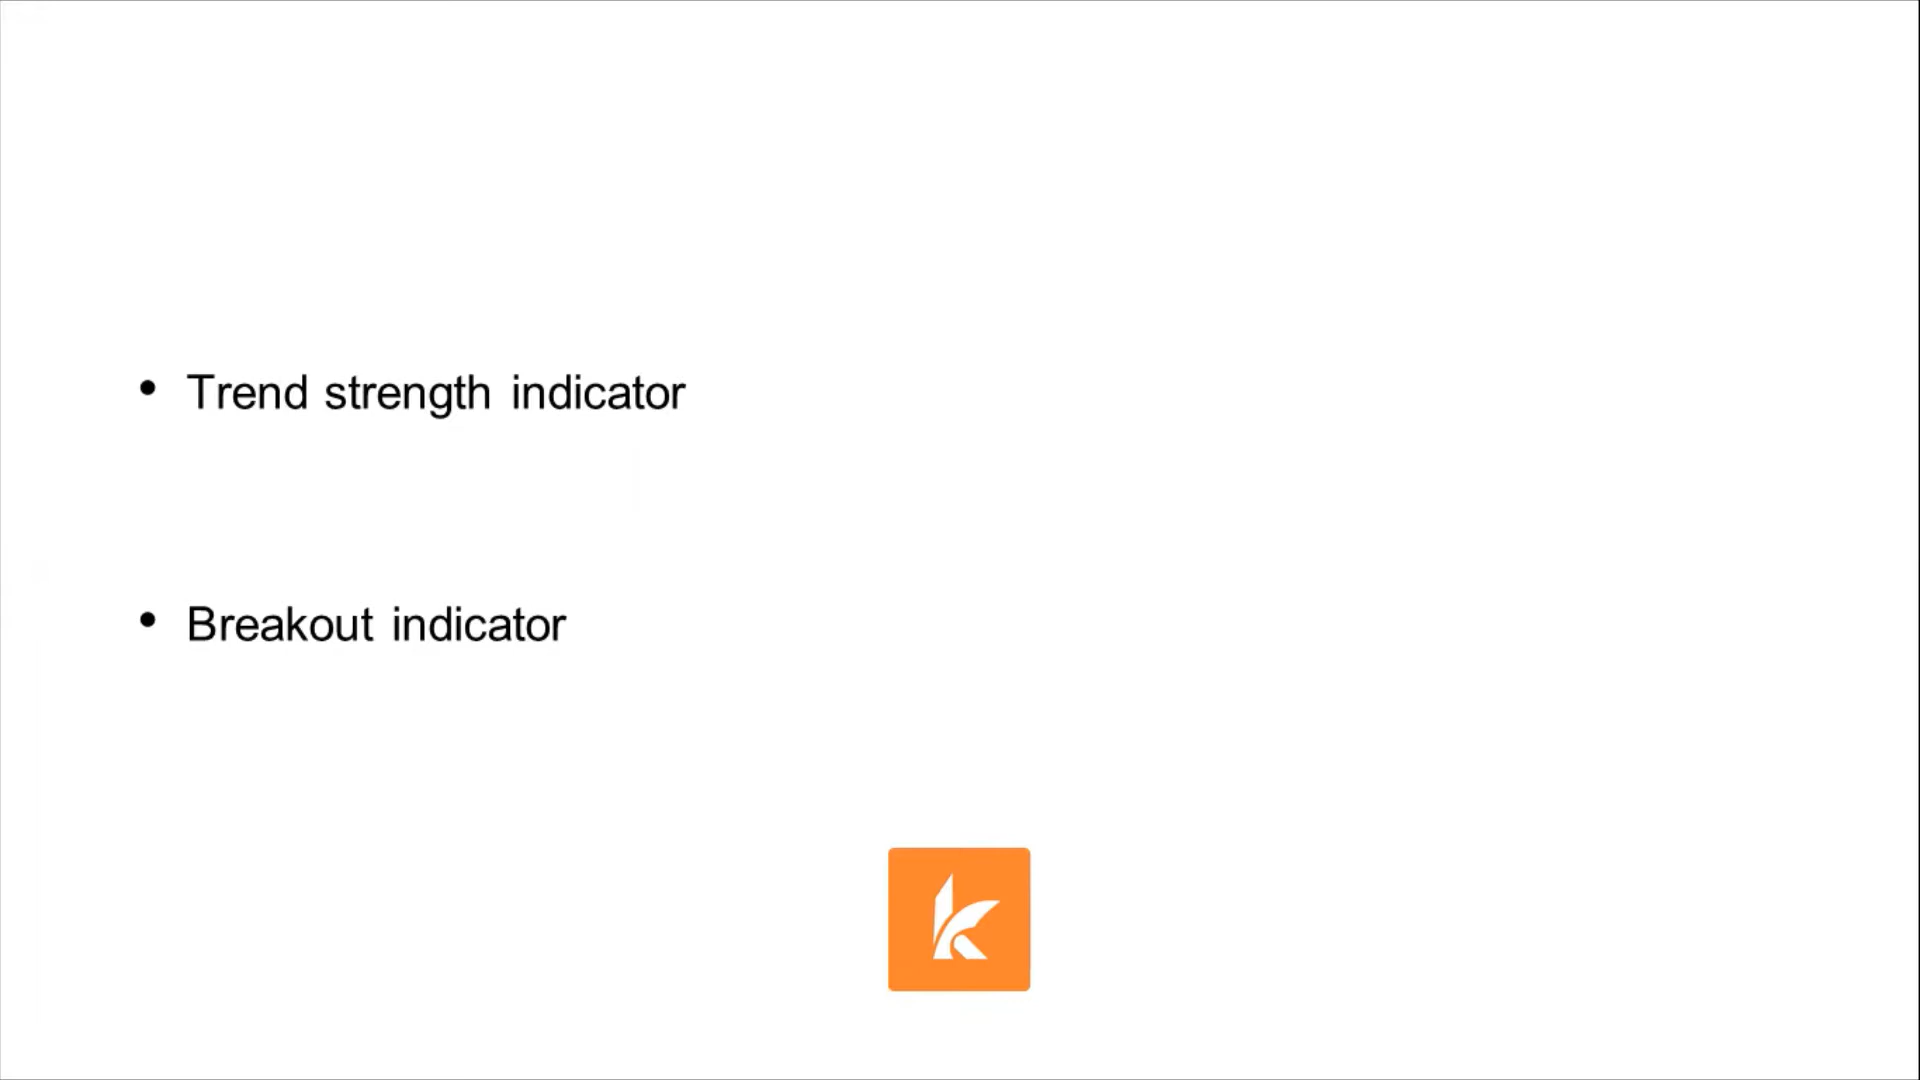 • Trend strength indicator
• Breakout indicator